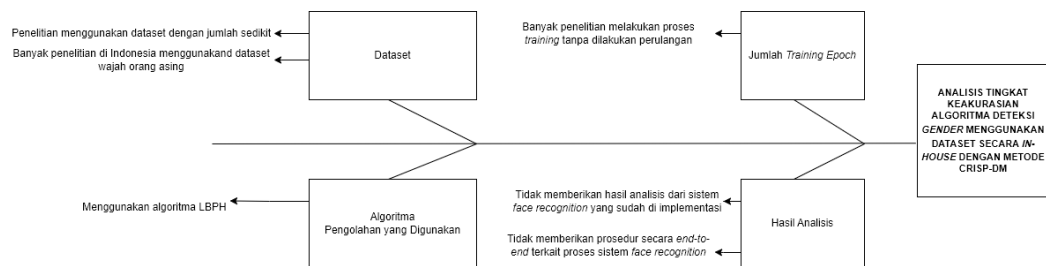 Penelitian menggunakan dataset dengan jumlah sedikit
Banyak penelitian di Indonesia menggunakand dataset
wajah orang asing
Dataset
Banyak penelitian melakukan proses
training tanpa dilakukan perulangan
Jumlah Training Epoch
ANALISIS TINGKAT
KEAKURASIAN
ALGORITMA DETEKSI
GENDER MENGGUNAKAN
DATASET SECARA IN-
HOUSE DENGAN METODE
CRISP-DM
Menggunakan algoritma LBPH
Algoritma
Pengolahan yang Digunakan
Tidak memberikan hasil analisis dari sistem
face recognition yang sudah di implementasi
Tidak memberikan prosedur secara end-to-
end terkait proses sistem face recognition
Hasil Analisis